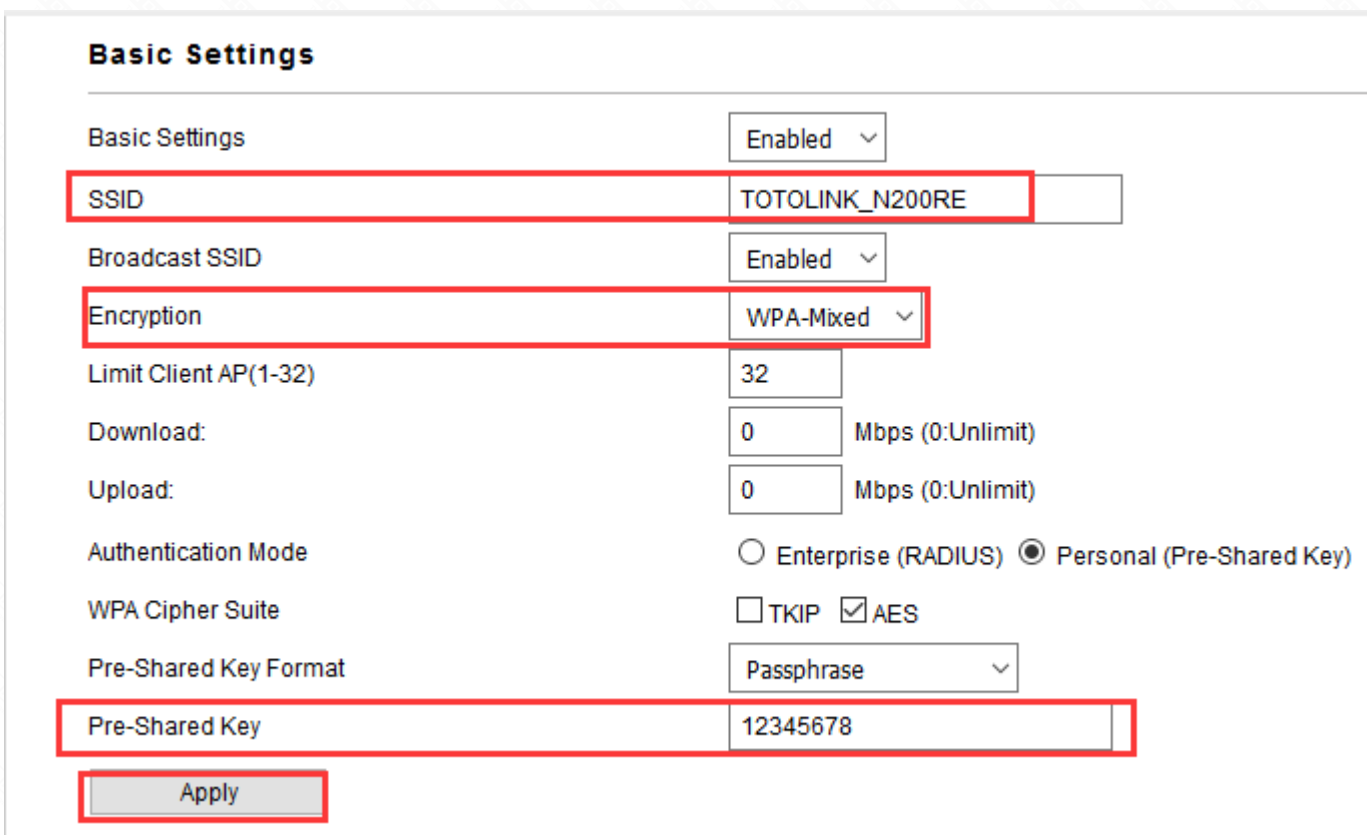 Basic Settings
Basic Settings Enabled
SSID TOTOLINK_N200RE
Broadcast SSID Enabled
Encryption WPA-Mixed
Limit Client AP(1-32) 32
Download: 0 Mbps (0:Unlimit)
Upload: 0 Mbps (0:Unlimit)
Authentication Mode Enterprise (RADIUS) Personal (Pre-Shared Key)
WPA Cipher Suite TKIP AES
Pre-Shared Key Format Passphrase
Pre-Shared Key 12345678
Apply